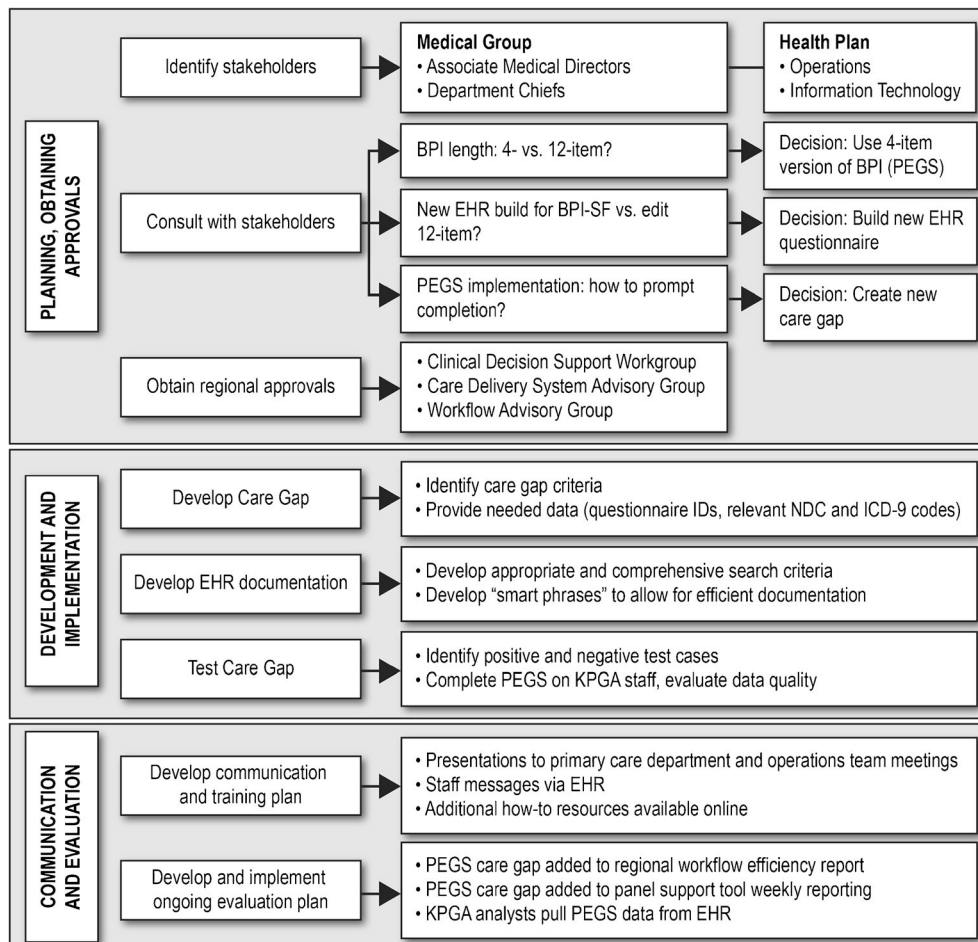 PLANNING, OBTAINING
APPROVALS
Identify stakeholders
Medical Group
• Associate Medical Directors
• Department Chiefs
Health Plan
• Operations
• Information Technology
Consult with stakeholders
BPI length: 4- vs. 12-item?
Decision: Use 4-item
version of BPI (PEGS)
New EHR build for BPI-SF vs. edit
12-item?
Decision: Build new EHR
questionnaire
PEGS implementation: how to prompt
completion?
Decision: Create new
care gap
Obtain regional approvals
• Clinical Decision Support Workgroup
• Care Delivery System Advisory Group
• Workflow Advisory Group
DEVELOPMENT AND
IMPLEMENTATION
Develop Care Gap
• Identify care gap criteria
• Provide needed data (questionnaire IDs, relevant NDC and ICD-9 codes)
Develop EHR documentation
• Develop appropriate and comprehensive search criteria
• Develop “smart phrases” to allow for efficient documentation
Test Care Gap
• Identify positive and negative test cases
• Complete PEGS on KPGA staff, evaluate data quality
COMMUNICATION
AND EVALUATION
Develop communication
and training plan
• Presentations to primary care department and operations team meetings
• Staff messages via EHR
• Additional how-to resources available online
Develop and implement
ongoing evaluation plan
• PEGS care gap added to regional workflow efficiency report
• PEGS care gap added to panel support tool weekly reporting
• KPGA analysts pull PEGS data from EHR